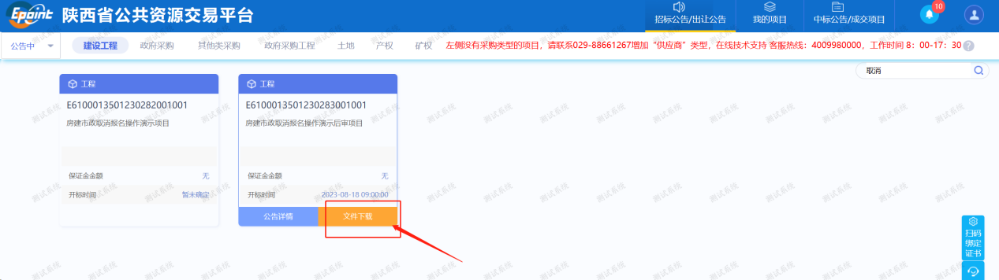 Epoint 陕西省公共资源交易平台
招标公告/出让公告 我的项目 中标公告/成交项目 10
公告中 建设工程 政府采购 其他类采购 政府采购工程 土地 产权 矿权 左侧没有采购类型的项目，请联系029-88661267增加“供应商”类型，在线技术支持 客服热线：4009980000，工作时间 8：00-17：30 ?
取消
工程
E6100013501230282001001
房建市政取消报名操作演示项目
保证金金额 无
开标时间 暂未确定
工程
E6100013501230283001001
房建市政取消报名操作演示后审项目
保证金金额 无
开标时间 2023-08-18 09:00:00
公告详情 文件下载
扫码
绑定
证书
测试系统